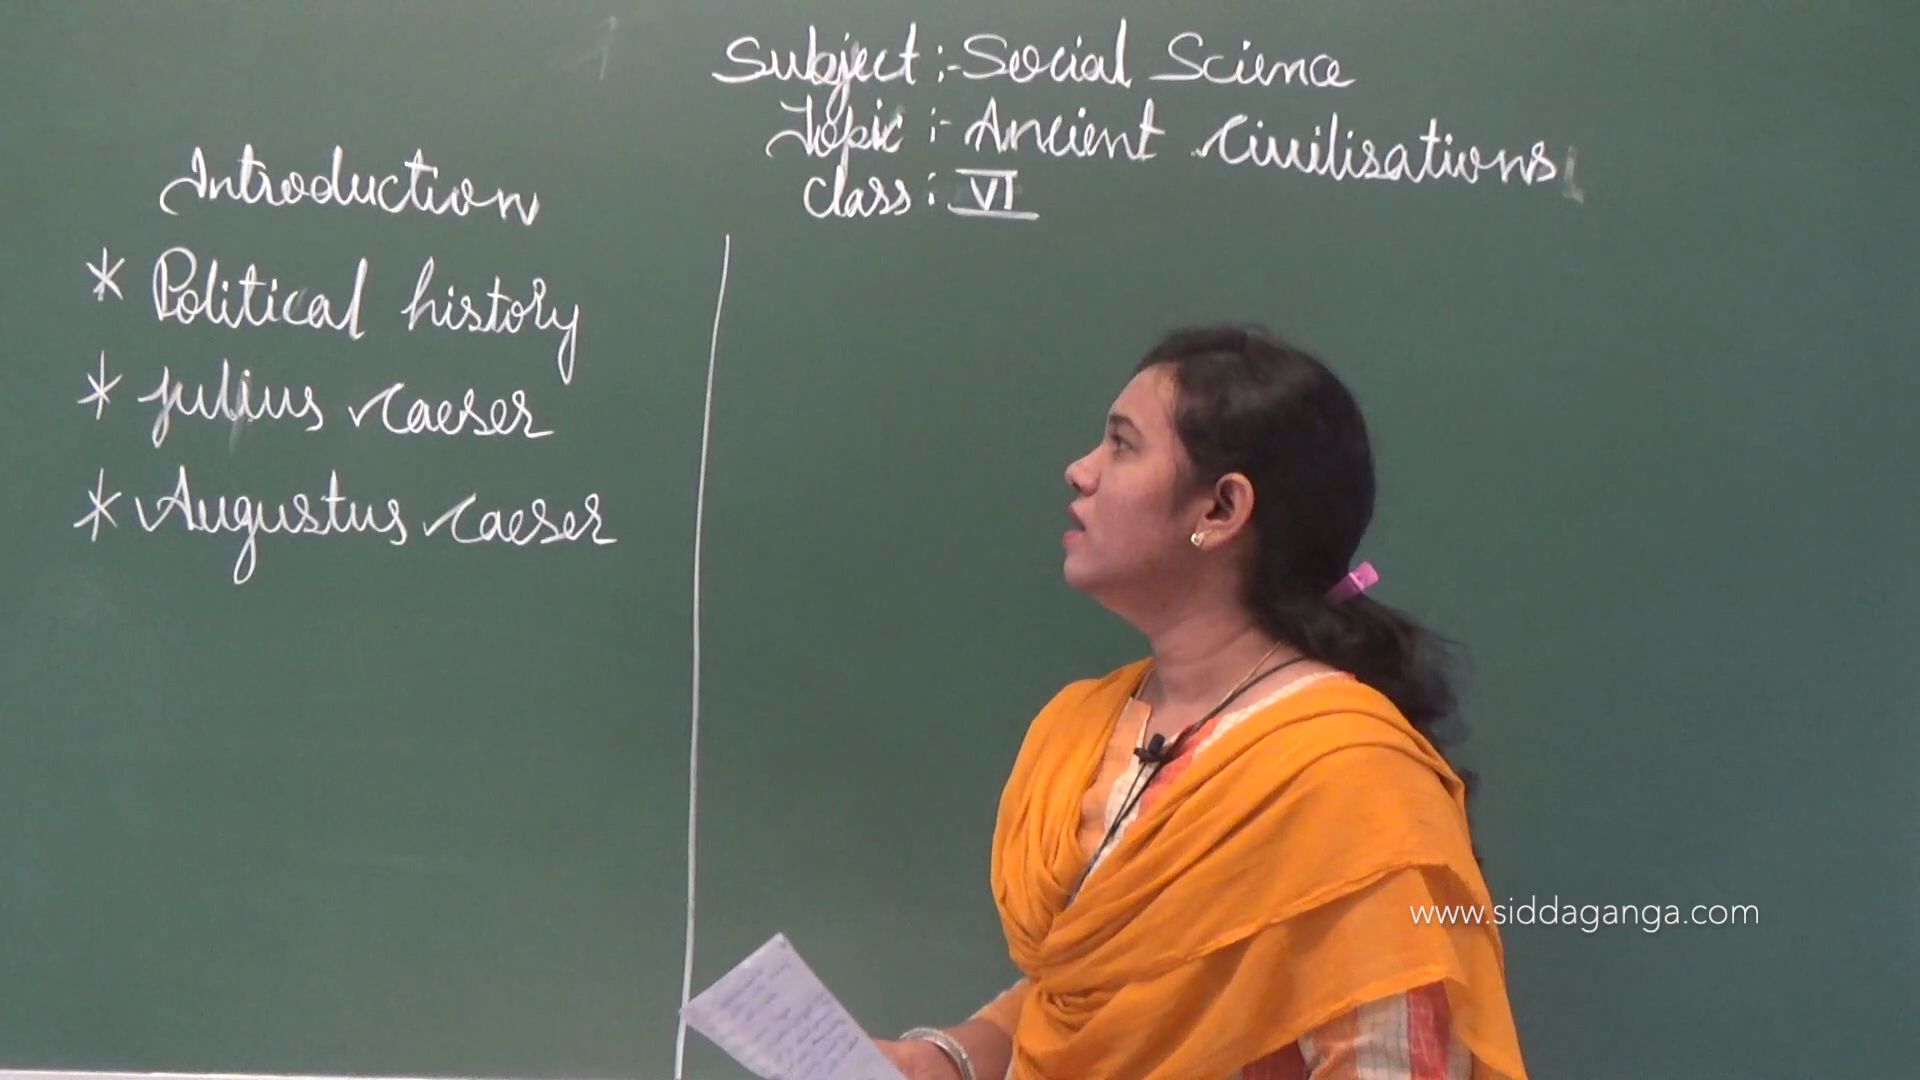 Subject :- Social Science
Topic :- Ancient Civilisations
Class : VI
Introduction
* Political history
* Julius Caeser
* Augustus Caeser
www.siddaganga.com